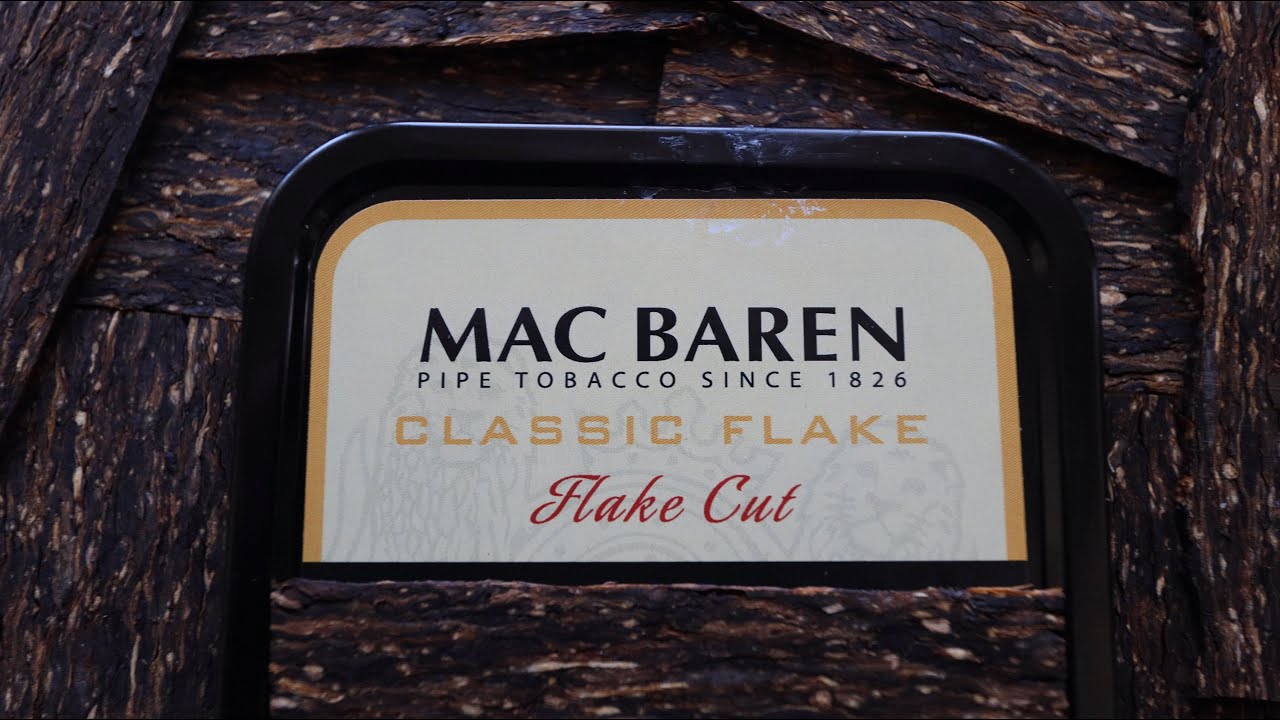 MAC BAREN
PIPE TOBACCO SINCE 1826
CLASSIC FLAKE
Flake Cut